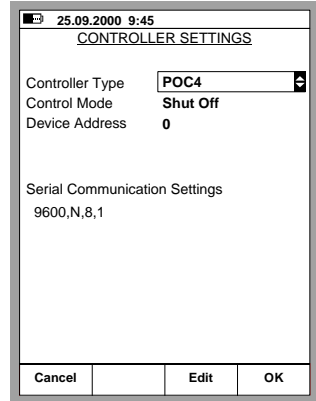 25.09.2000 9:45
CONTROLLER SETTINGS
Controller Type POC4
Control Mode Shut Off
Device Address 0
Serial Communication Settings
9600,N,8,1
Cancel Edit OK